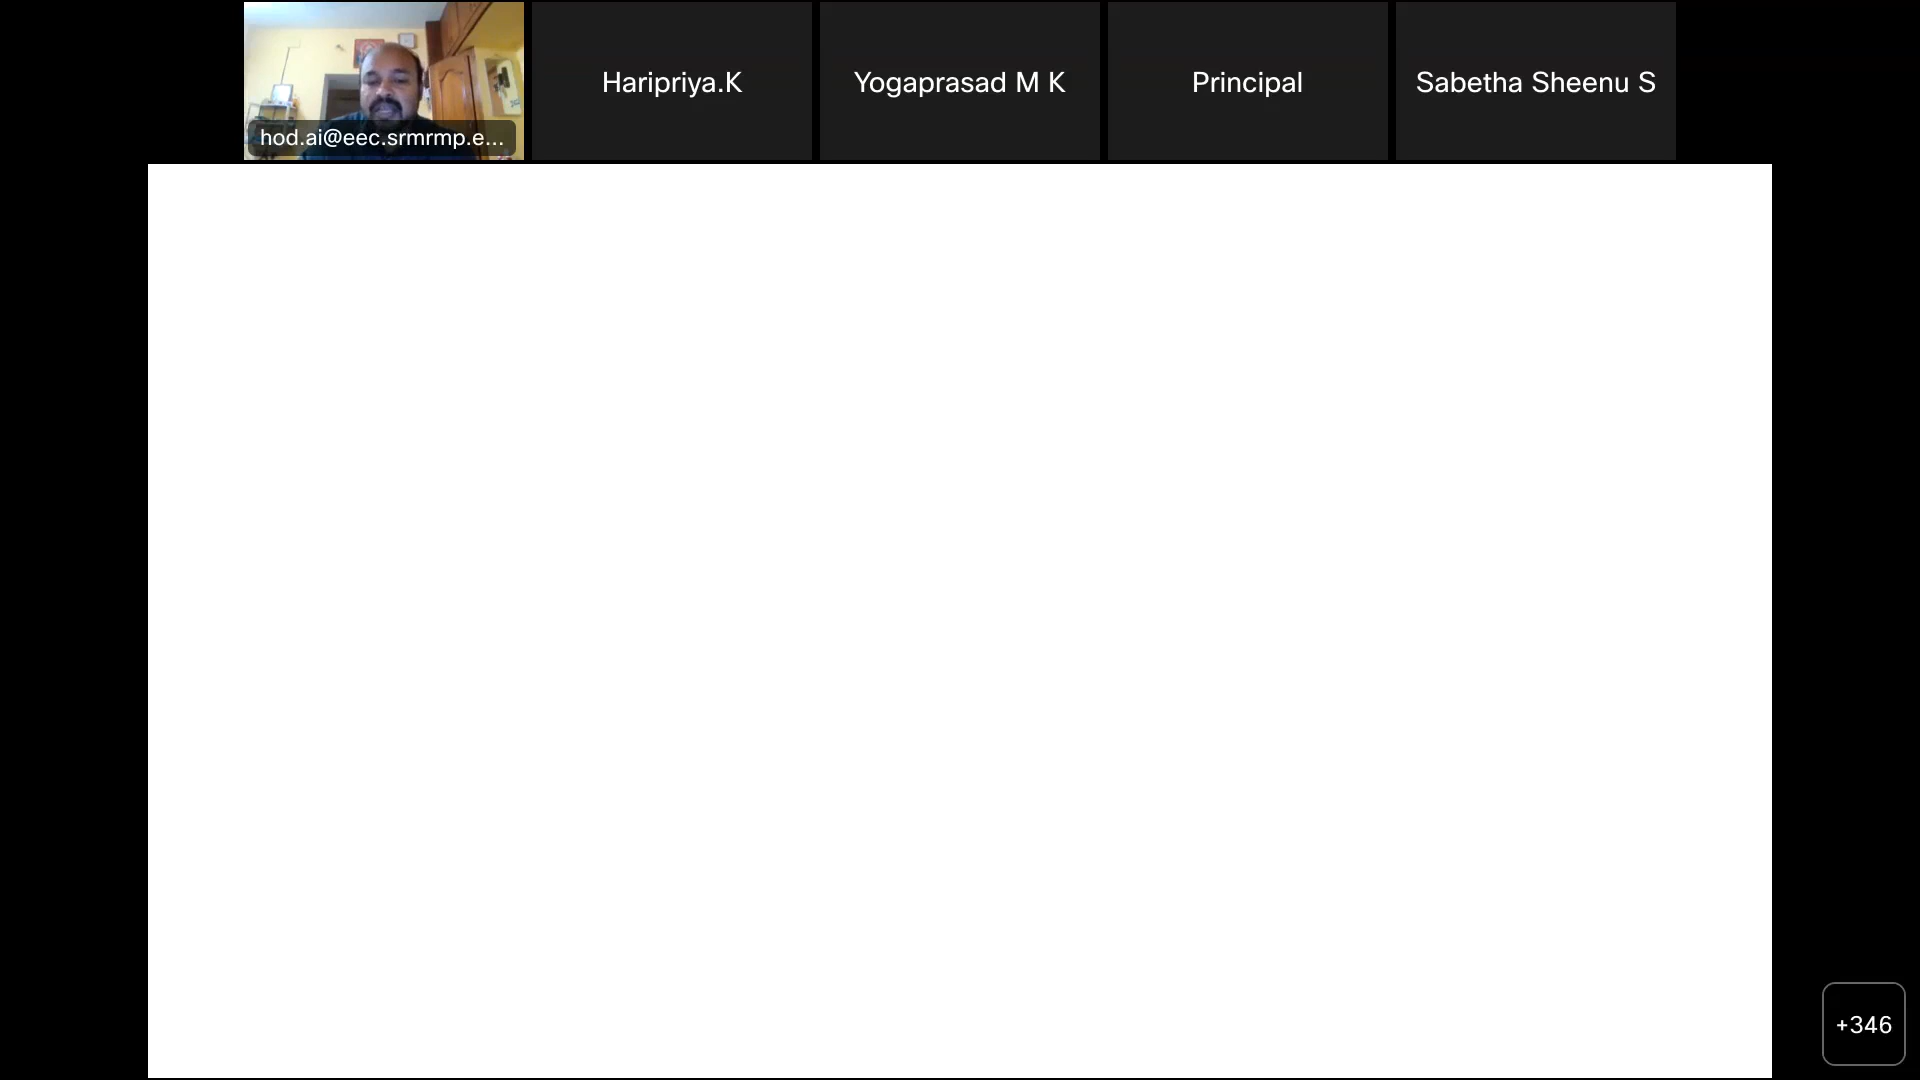 hod.ai@eec.srmrmp.e...
Haripriya.K
Yogaprasad M K
Principal
Sabetha Sheenu S
+346